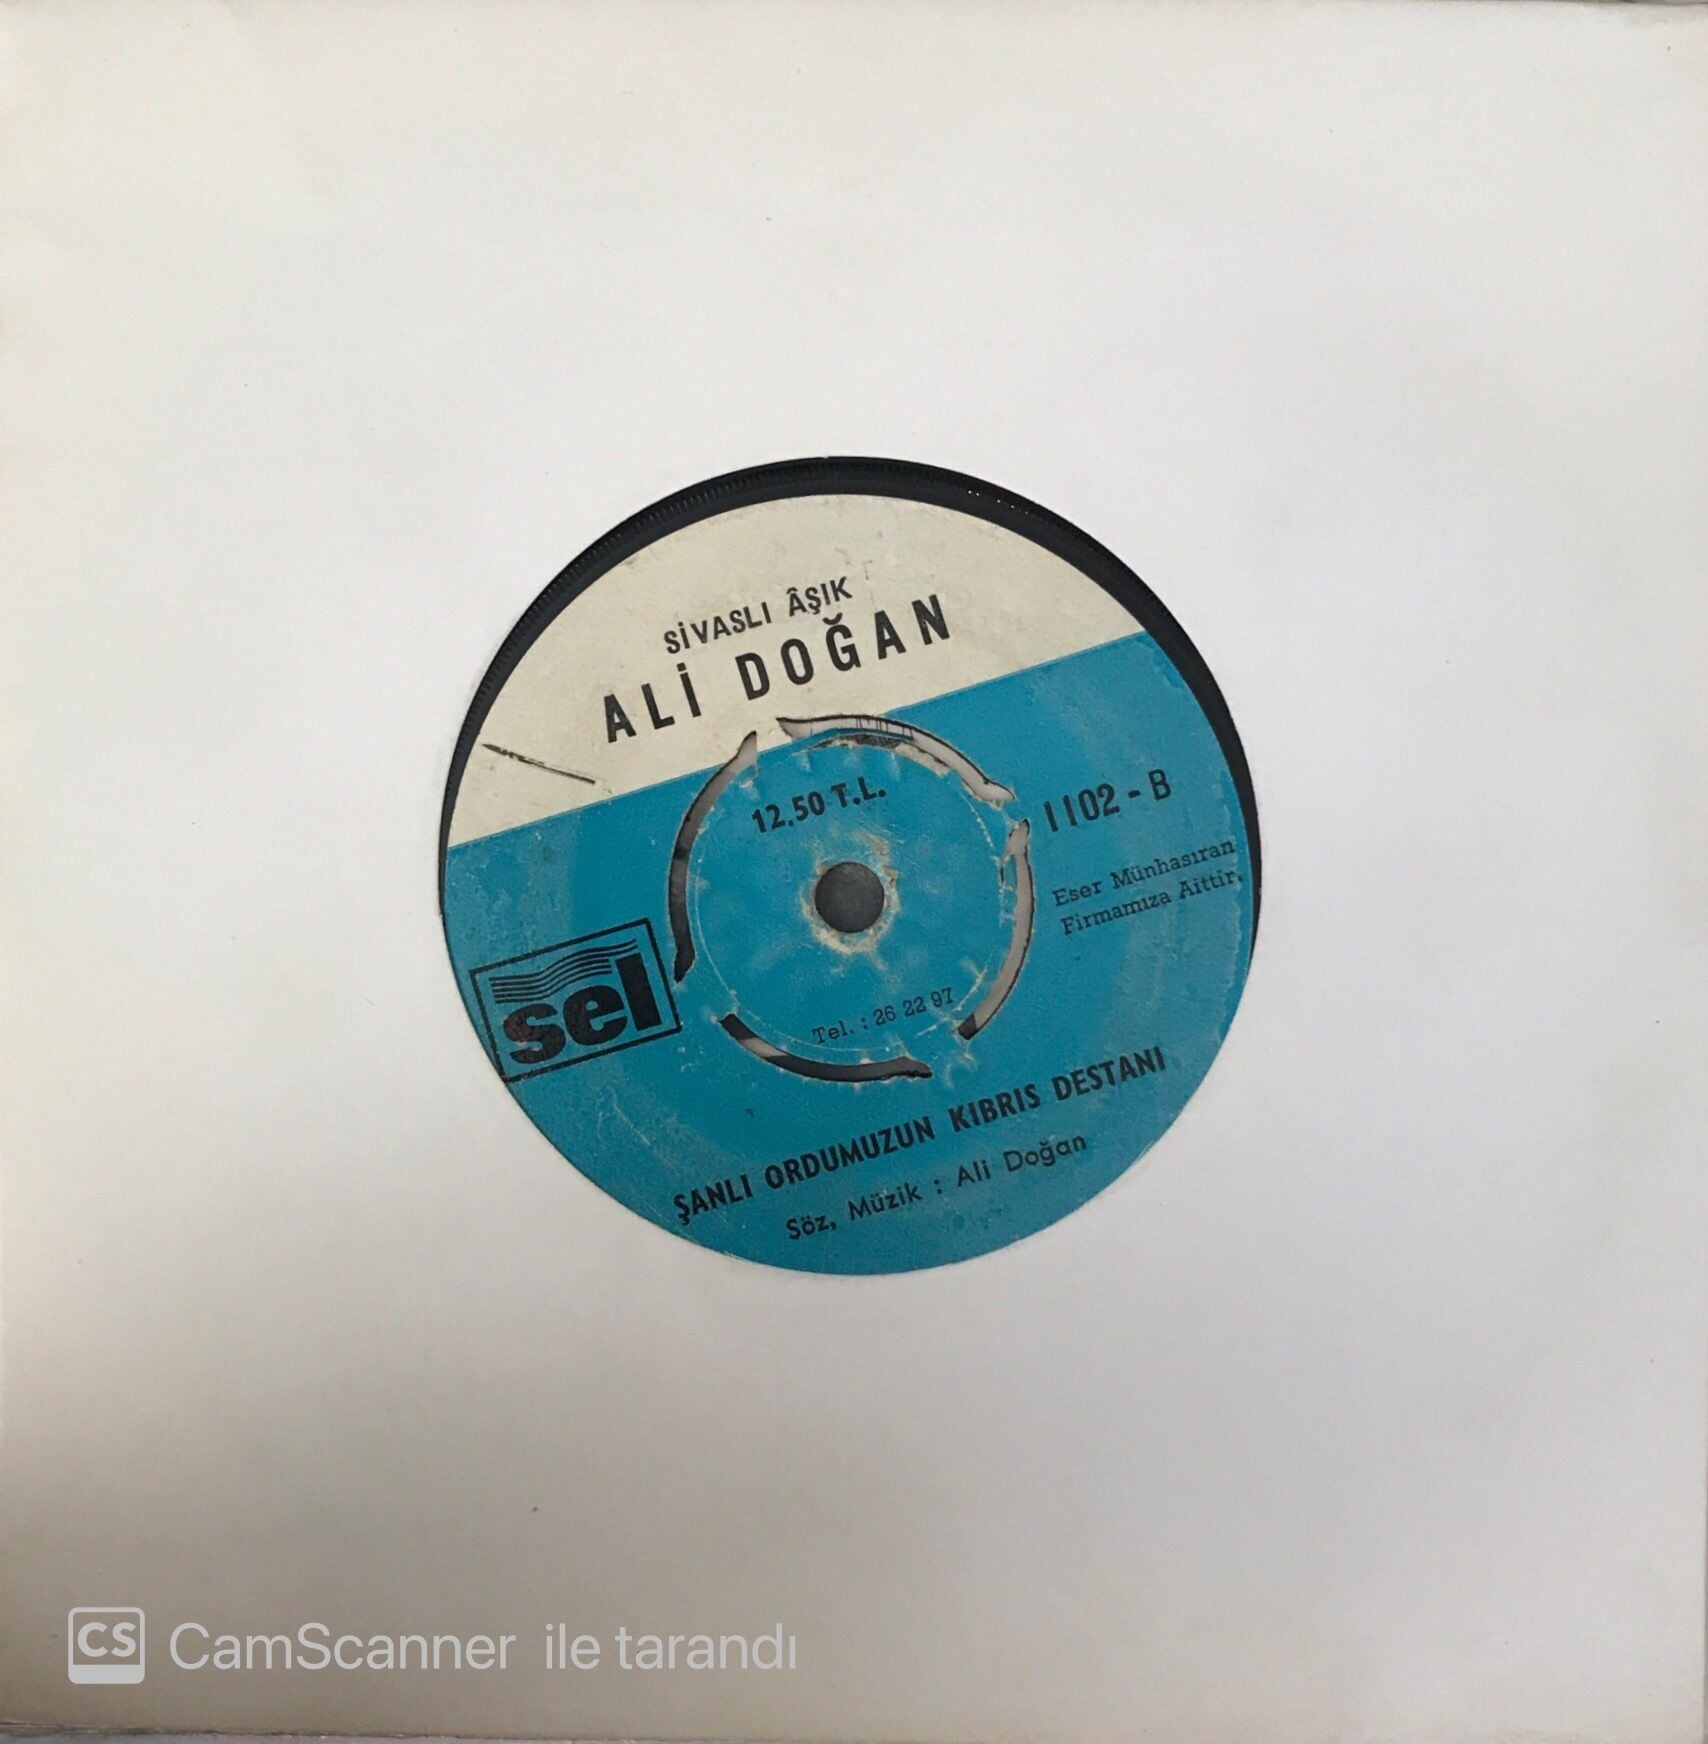 SİVASLI ÂŞIK
ALİ DOĞAN
12,50 T.L.
1102 - B
Eser Münhasıran
Firmamıza Aittir.
sel
Tel. : 26 22 97
ŞANLI ORDUMUZUN KIBRIS DESTANI
Söz, Müzik : Ali Doğan
CS CamScanner ile tarandı